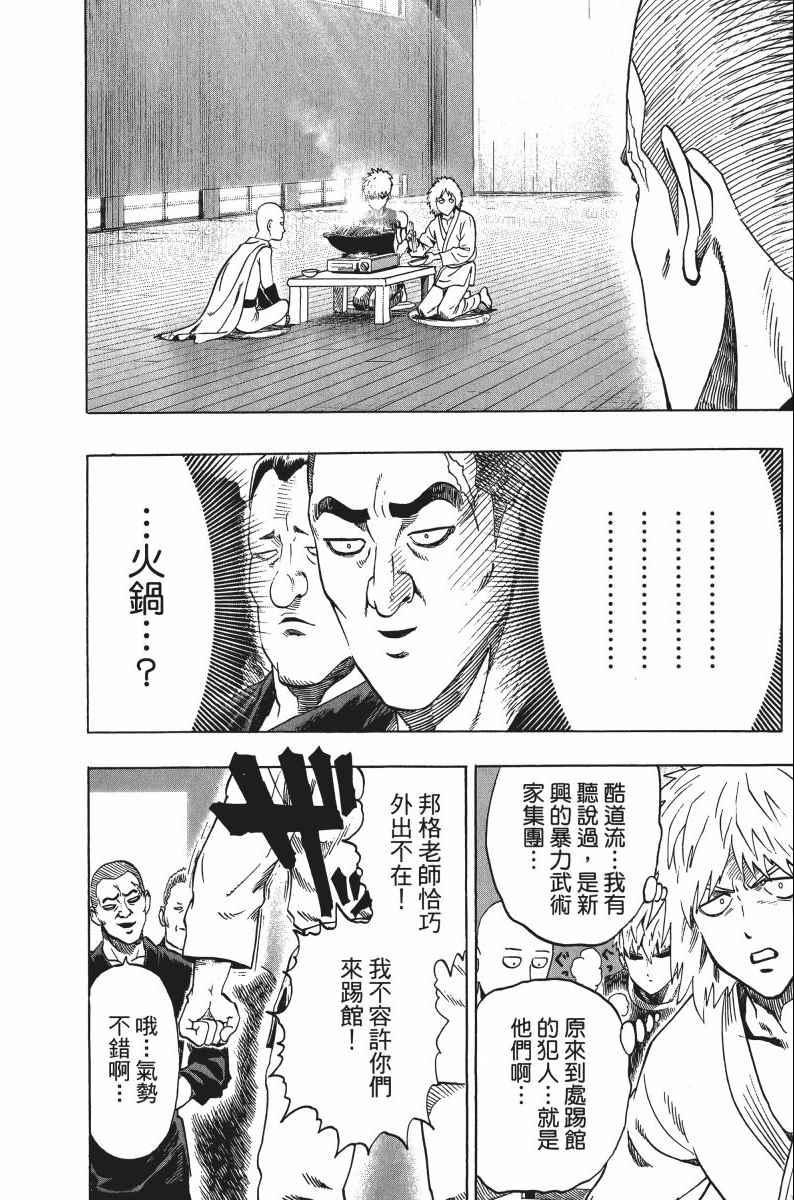 ………………
………………
………………
………………
…火鍋…？
酷道流…我有
聽說過，是新
興的暴力武術
家集團…
原來到處踢館
的犯人…就是
他們啊…
邦格老師恰巧
外出不在！
我不容許你們
來踢館！
哦…氣勢
不錯啊…